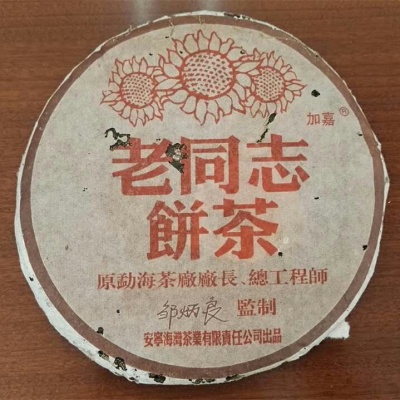 加嘉®
老同志
餅茶
原勐海茶廠廠長、總工程師
邹炳良 監制
安寧海灣茶業有限責任公司出品